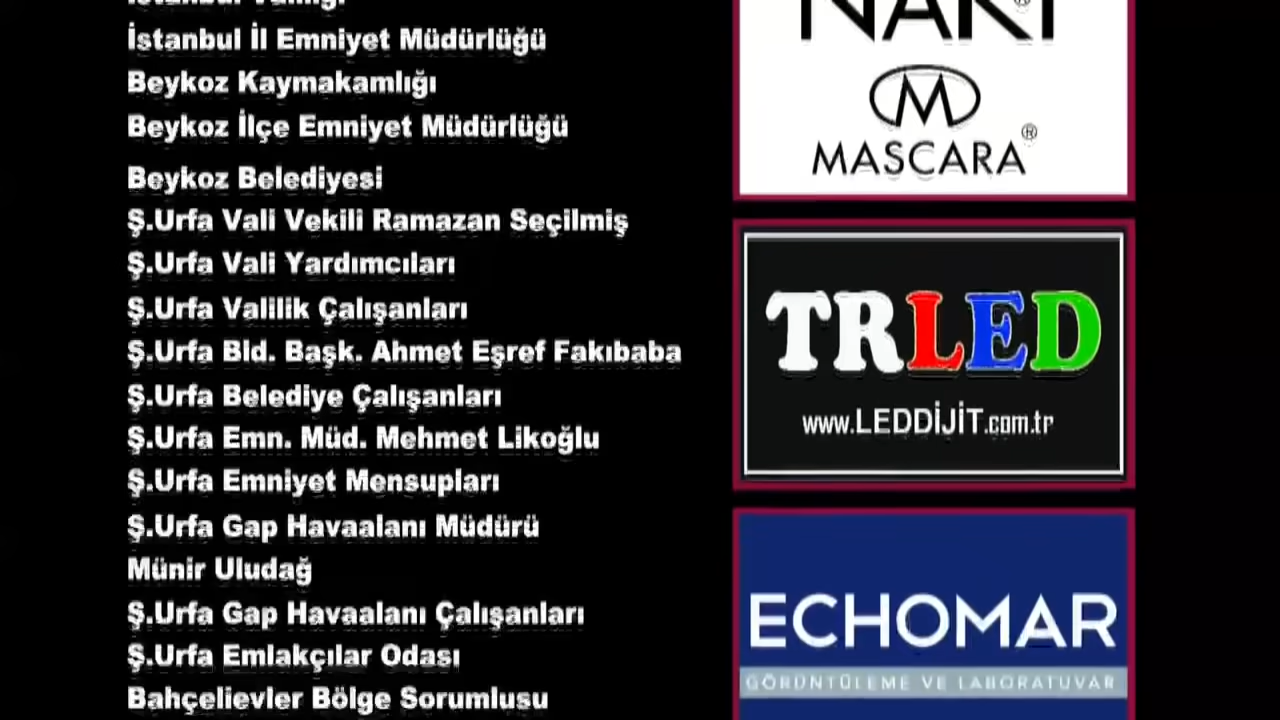 İstanbul Valiliği
İstanbul İl Emniyet Müdürlüğü
Beykoz Kaymakamlığı
Beykoz İlçe Emniyet Müdürlüğü
Beykoz Belediyesi
Ş.Urfa Vali Vekili Ramazan Seçilmiş
Ş.Urfa Vali Yardımcıları
Ş.Urfa Valilik Çalışanları
Ş.Urfa Bld. Başk. Ahmet Eşref Fakıbaba
Ş.Urfa Belediye Çalışanları
Ş.Urfa Emn. Müd. Mehmet Likoğlu
Ş.Urfa Emniyet Mensupları
Ş.Urfa Gap Havaalanı Müdürü
Münir Uludağ
Ş.Urfa Gap Havaalanı Çalışanları
Ş.Urfa Emlakçılar Odası
Bahçelievler Bölge Sorumlusu
M
MASCARA®
TRLED
www.LEDDİJİT.com.tr
ECHOMAR
GÖRÜNTÜLEME VE LABORATUVAR